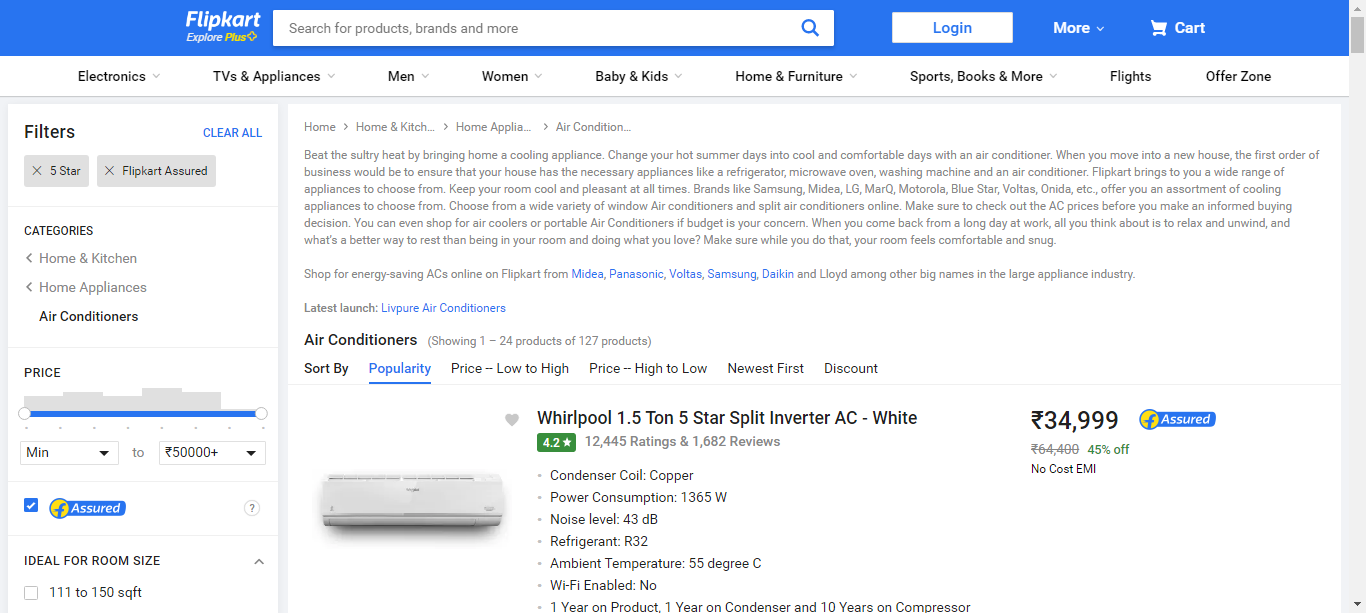 Flipkart
Explore Plus
Search for products, brands and more
Login
More
Cart
Electronics
TVs & Appliances
Men
Women
Baby & Kids
Home & Furniture
Sports, Books & More
Flights
Offer Zone
Filters
CLEAR ALL
5 Star
Flipkart Assured
CATEGORIES
Home & Kitchen
Home Appliances
Air Conditioners
PRICE
Min
to
₹50000+
Assured
?
IDEAL FOR ROOM SIZE
111 to 150 sqft
Home
Home & Kitch...
Home Applia...
Air Condition...
Beat the sultry heat by bringing home a cooling appliance. Change your hot summer days into cool and comfortable days with an air conditioner. When you move into a new house, the first order of
business would be to ensure that your house has the necessary appliances like a refrigerator, microwave oven, washing machine and an air conditioner, etc., Flipkart brings to you a wide range of
appliances to choose from. Keep your room cool and pleasant at all times. Brands like Samsung, Midea, LG, MarQ, Motorola, Blue Star, Voltas, Onida, etc., offer you an assortment of cooling
appliances to choose from. Choose from a wide variety of window Air conditioners and split air conditioners online. Make sure to check out the AC prices before you make an informed buying
decision. You can even shop for air coolers or portable Air Conditioners if budget is your concern. When you come back from a long day at work, all you think about is to relax and unwind, and
what's a better way to rest than being in your room and doing what you love? Make sure while you do that, your room feels comfortable and snug.
Shop for energy-saving ACs online on Flipkart from Midea, Panasonic, Voltas, Samsung, Daikin and Lloyd among other big names in the large appliance industry.
Latest launch: Livpure Air Conditioners
Air Conditioners (Showing 1 – 24 products of 127 products)
Sort By
Popularity
Price -- Low to High
Price -- High to Low
Newest First
Discount
Whirlpool 1.5 Ton 5 Star Split Inverter AC - White
4.2 ★ 12,445 Ratings & 1,682 Reviews
Condenser Coil: Copper
Power Consumption: 1365 W
Noise level: 43 dB
Refrigerant: R32
Ambient Temperature: 55 degree C
Wi-Fi Enabled: No
1 Year on Product, 1 Year on Condenser and 10 Years on Compressor
₹34,999
Assured
₹64,400 45% off
No Cost EMI